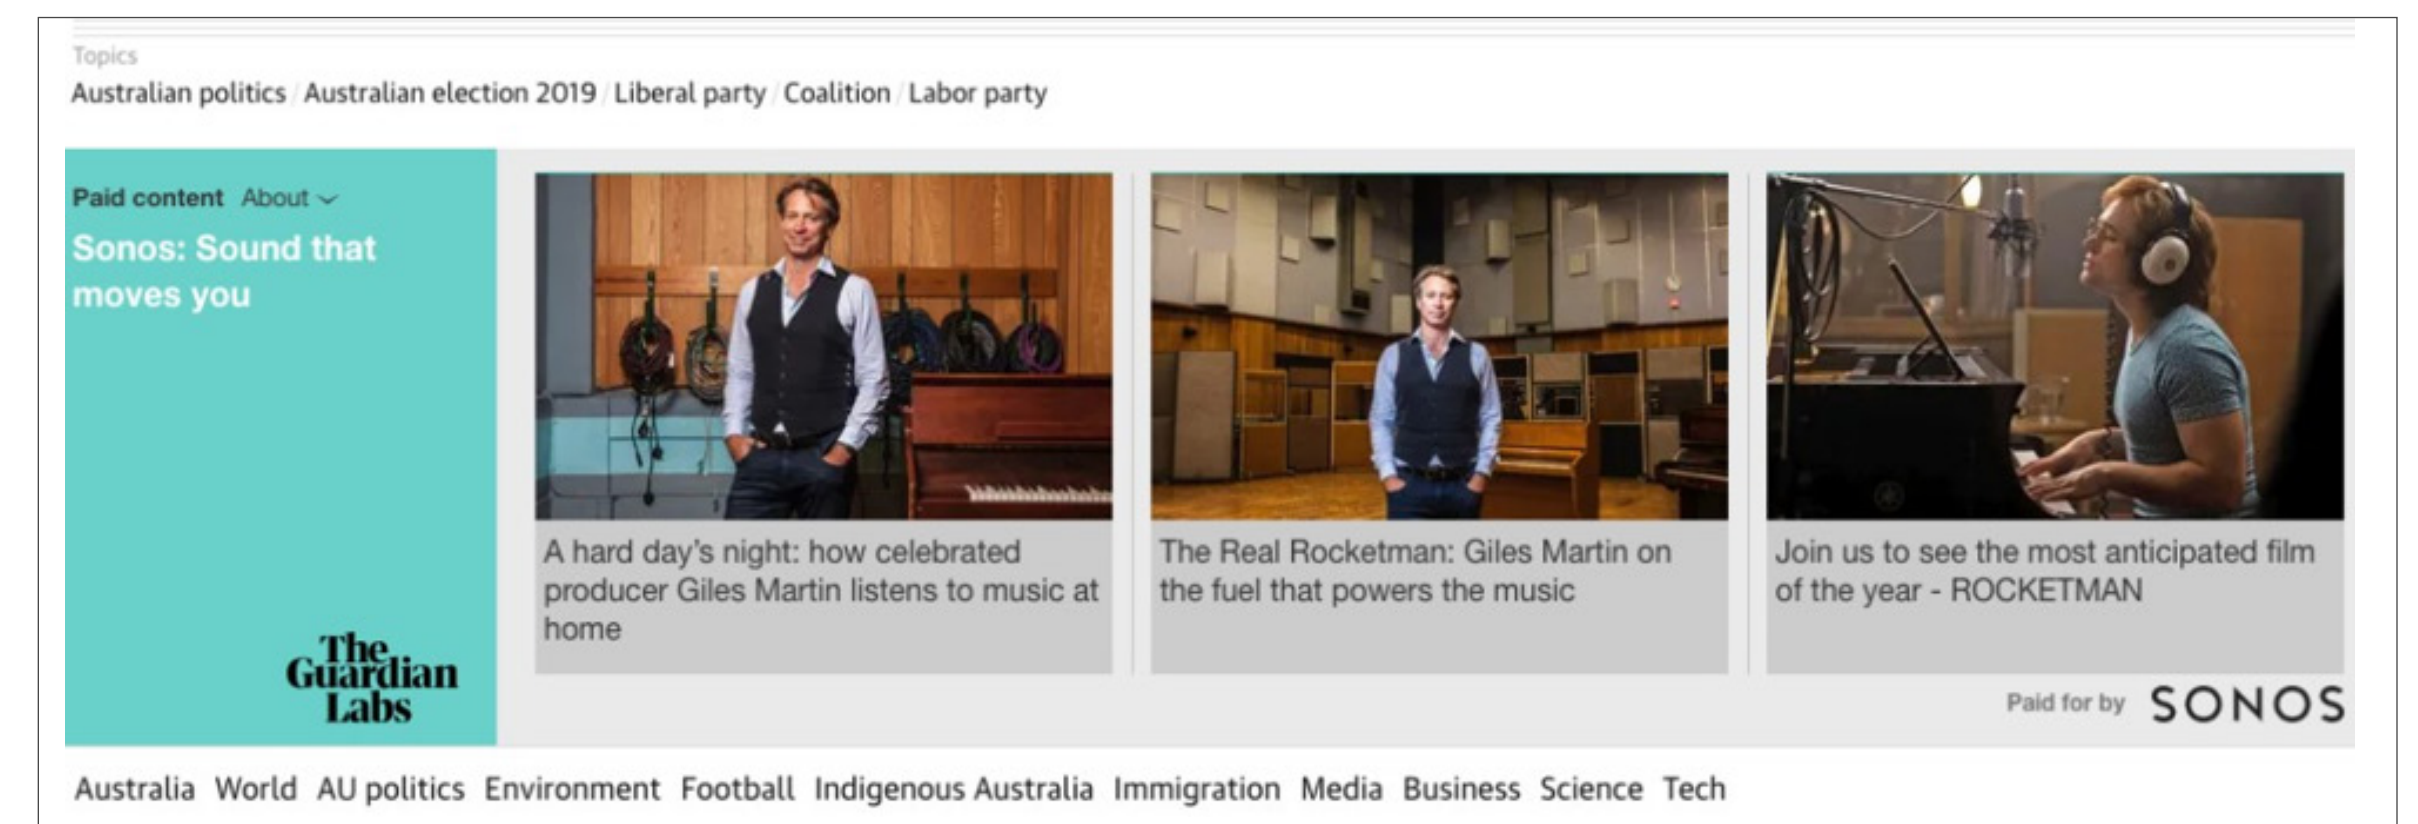 Topics
Australian politics / Australian election 2019 / Liberal party / Coalition / Labor party
Paid content About
Sonos: Sound that
moves you
The
Guardian
Labs
A hard day's night: how celebrated
producer Giles Martin listens to music at
home
The Real Rocketman: Giles Martin on
the fuel that powers the music
Join us to see the most anticipated film
of the year - ROCKETMAN
Paid for by SONOS
Australia World AU politics Environment Football Indigenous Australia Immigration Media Business Science Tech